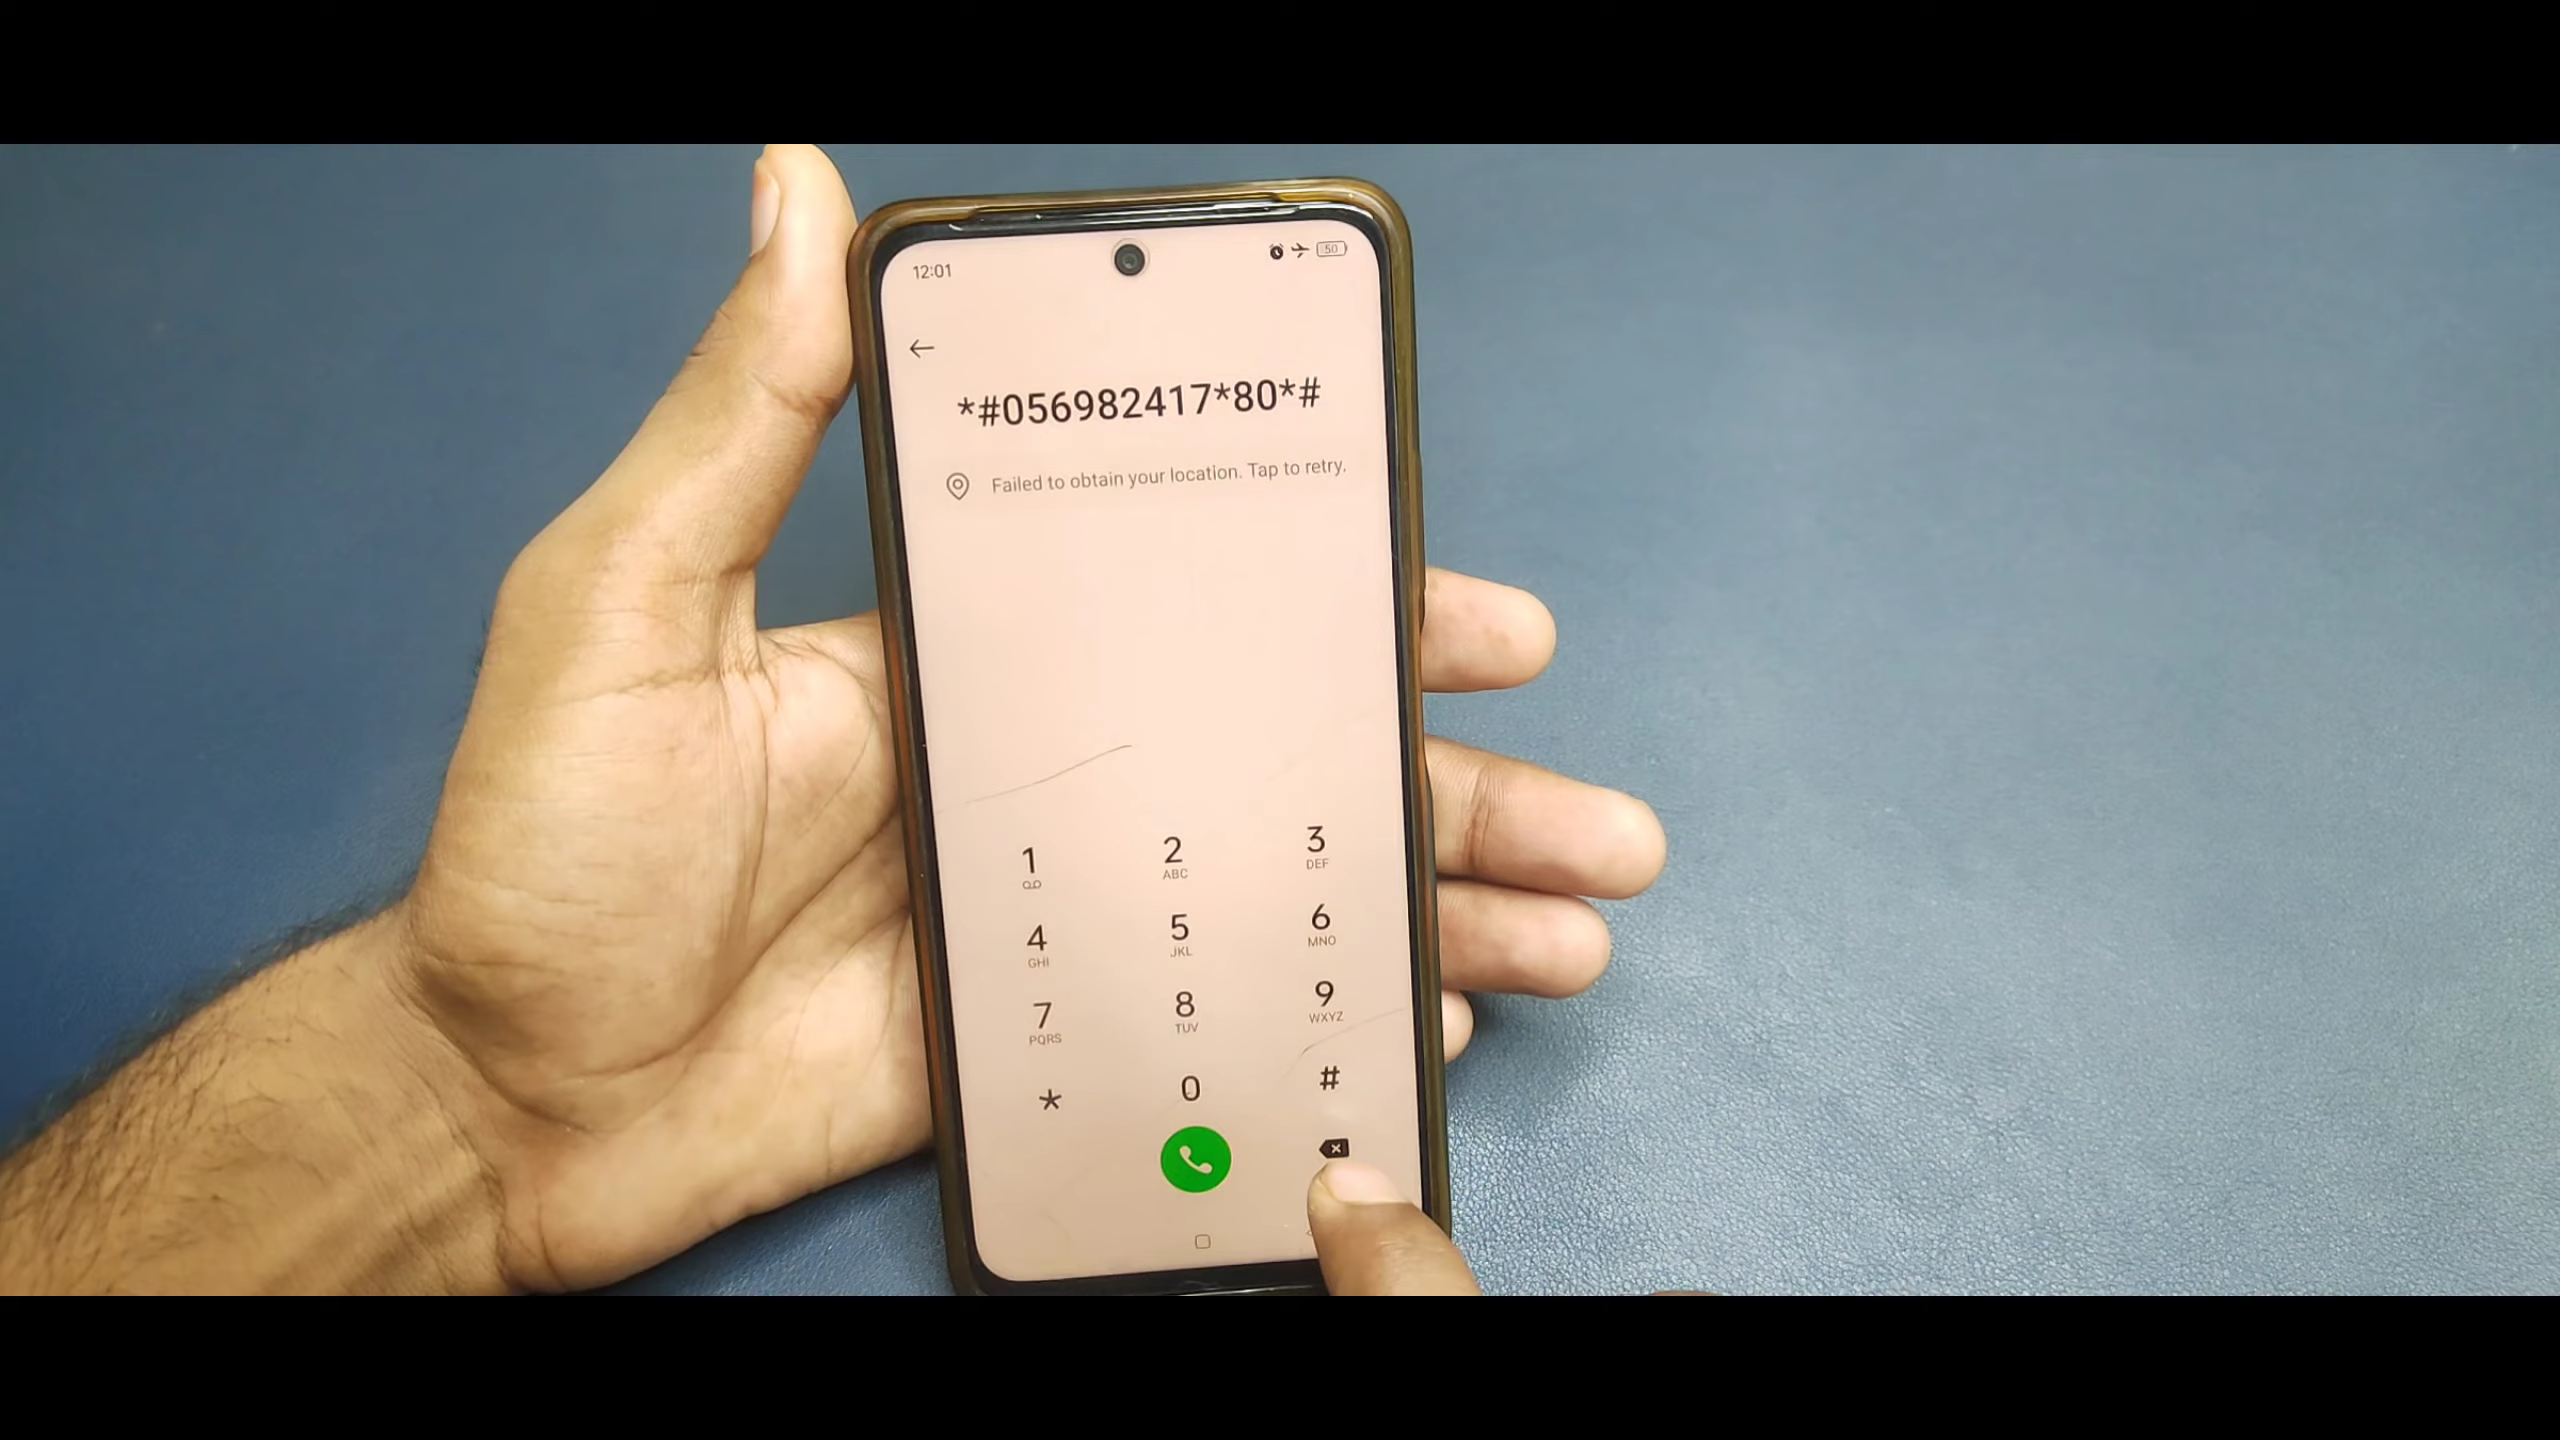 12:01
50
*#056982417*80*#
Failed to obtain your location. Tap to retry.
1 2 3
ABC DEF
4 5 6
GHI JKL MNO
7 8 9
PQRS TUV WXYZ
* 0 #